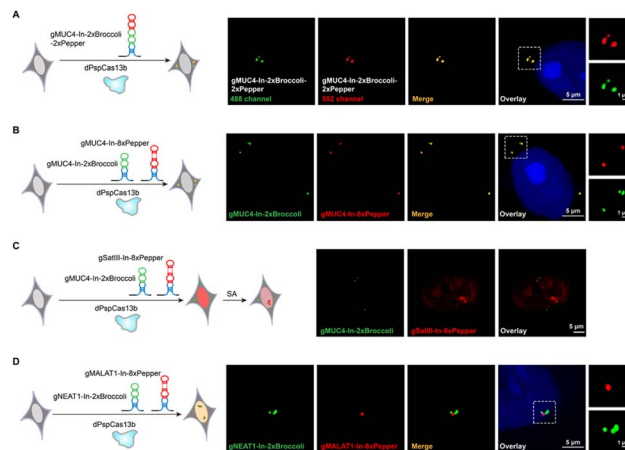 A
gMUC4-In-2xBroccoli
-2xPepper
dPspCas13b
gMUC4-In-2xBroccoli-
2xPepper
488 channel
gMUC4-In-2xBroccoli-
2xPepper
552 channel
Merge
Overlay
5 μm
B
gMUC4-In-8xPepper
gMUC4-In-2xBroccoli
dPspCas13b
gMUC4-In-2xBroccoli
gMUC4-In-8xPepper
Merge
Overlay
5 μm
C
gSatIII-In-8xPepper
gMUC4-In-2xBroccoli
dPspCas13b
SA
gMUC4-In-2xBroccoli
gSatIII-In-8xPepper
Overlay
5 μm
D
gMALAT1-In-8xPepper
gNEAT1-In-2xBroccoli
dPspCas13b
gNEAT1-In-2xBroccoli
gMALAT1-In-8xPepper
Merge
Overlay
5 μm